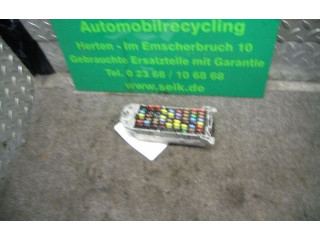 Automobilrecycling
Herten - Im Emscherbruch 10
Gebrauchte Ersatzteile mit Garantie
Tel. 0 23 66 / 10 68 68
www.seik.de